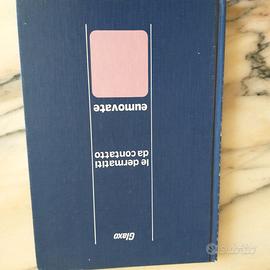 Glaxo
le dermatiti
da contatto
eumovate